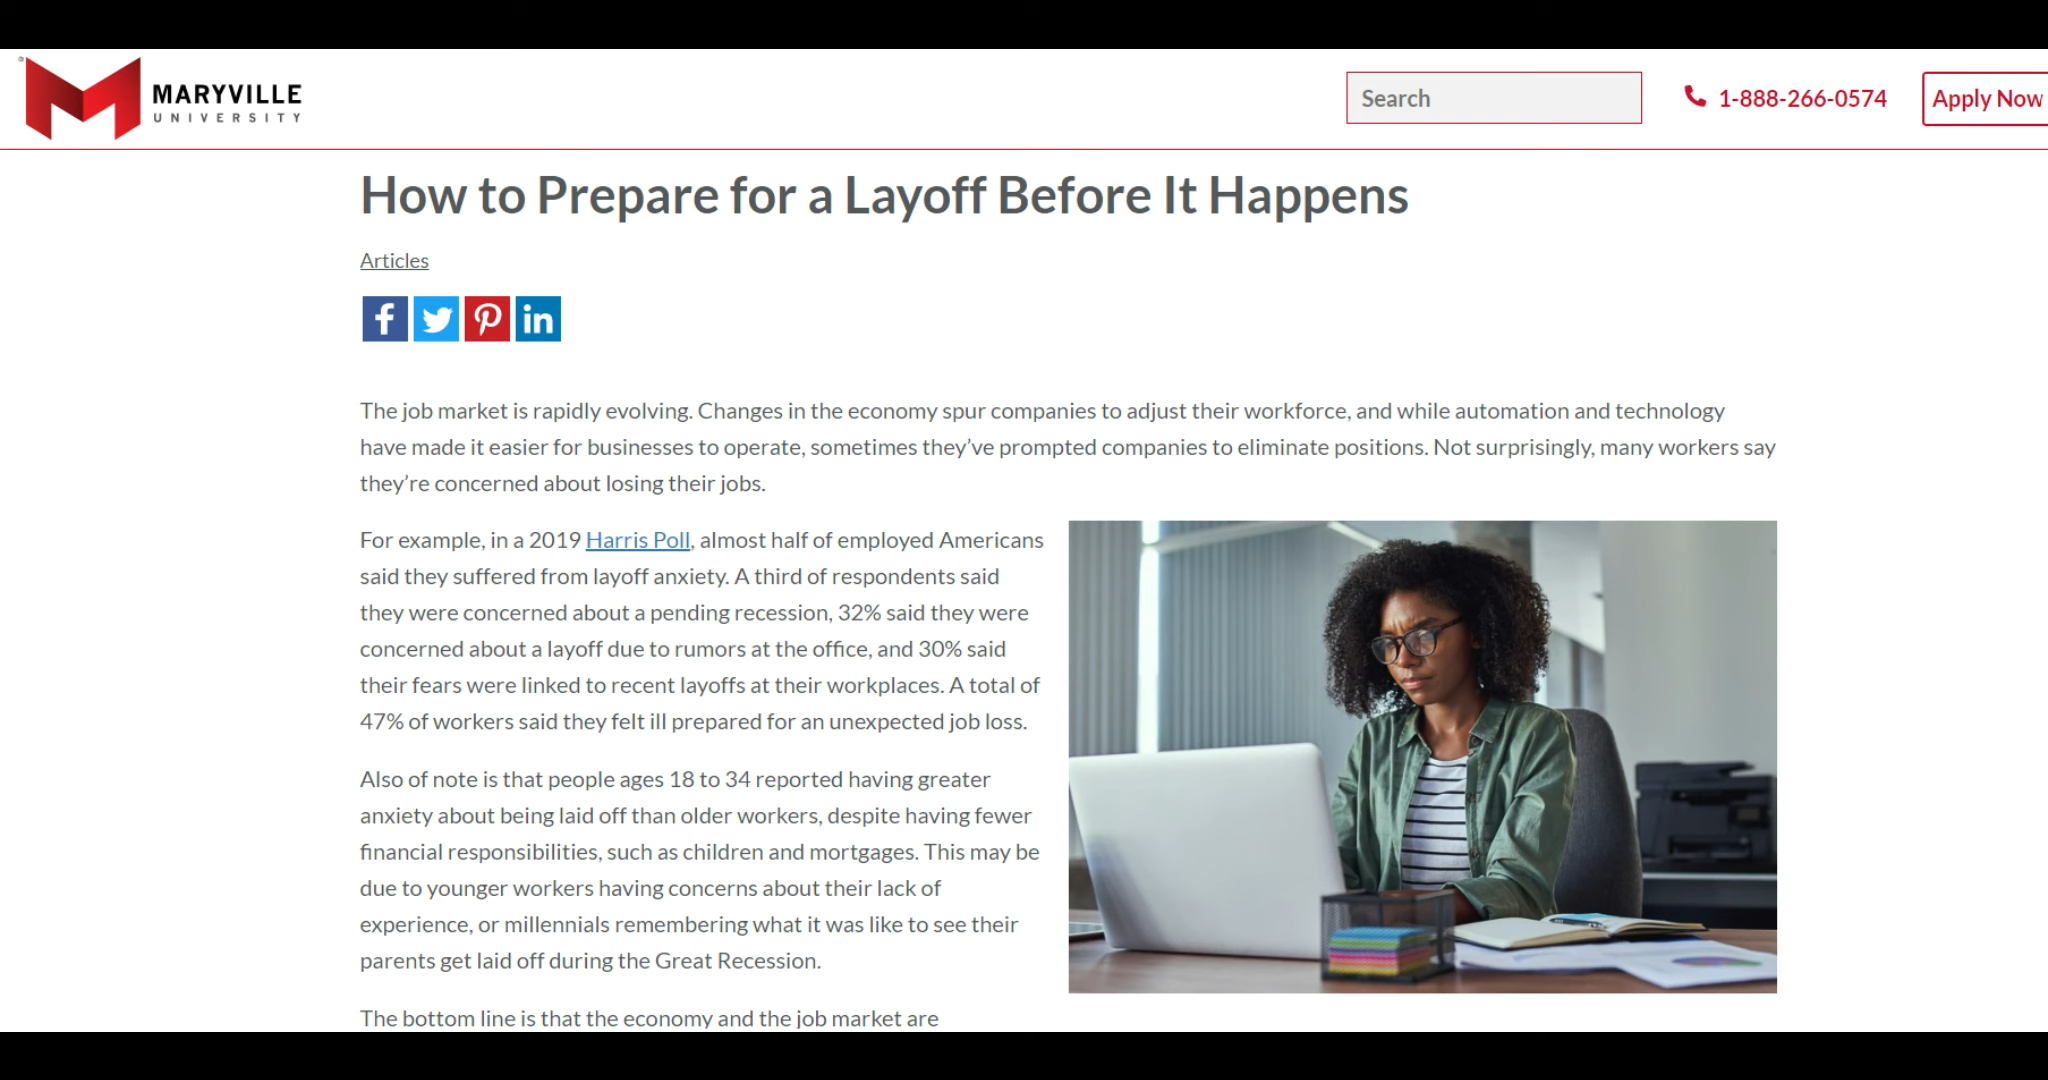 MARYVILLE
UNIVERSITY
Search
1-888-266-0574
Apply Now
How to Prepare for a Layoff Before It Happens
Articles
The job market is rapidly evolving. Changes in the economy spur companies to adjust their workforce, and while automation and technology
have made it easier for businesses to operate, sometimes they’ve prompted companies to eliminate positions. Not surprisingly, many workers say
they’re concerned about losing their jobs.
For example, in a 2019 Harris Poll, almost half of employed Americans
said they suffered from layoff anxiety. A third of respondents said
they were concerned about a pending recession, 32% said they were
concerned about a layoff due to rumors at the office, and 30% said
their fears were linked to recent layoffs at their workplaces. A total of
47% of workers said they felt ill prepared for an unexpected job loss.
Also of note is that people ages 18 to 34 reported having greater
anxiety about being laid off than older workers, despite having fewer
financial responsibilities, such as children and mortgages. This may be
due to younger workers having concerns about their lack of
experience, or millennials remembering what it was like to see their
parents get laid off during the Great Recession.
The bottom line is that the economy and the job market are